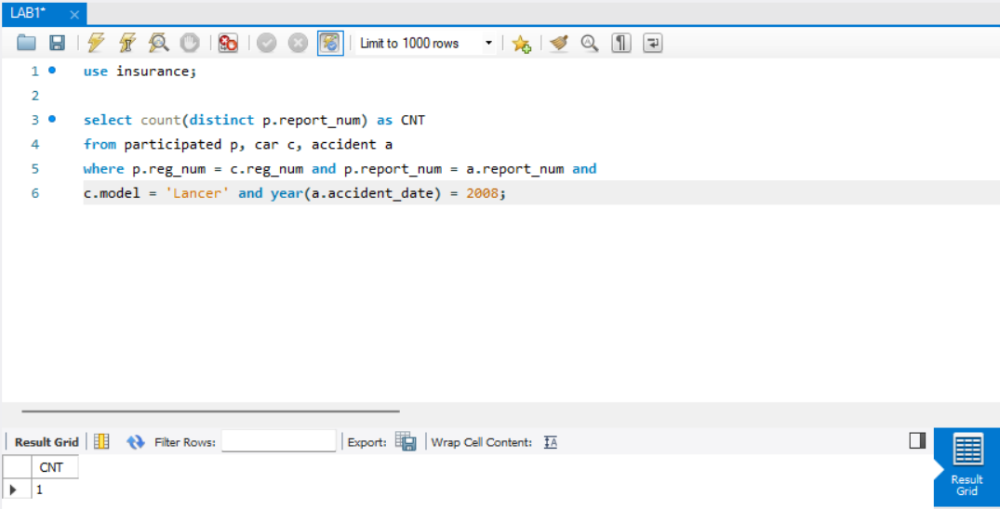 LAB1*
Limit to 1000 rows
1 use insurance;
2
3 select count(distinct p.report_num) as CNT
4 from participated p, car c, accident a
5 where p.reg_num = c.reg_num and p.report_num = a.report_num and
6 c.model = 'Lancer' and year(a.accident_date) = 2008;
Result Grid Filter Rows: Export: Wrap Cell Content: IA
CNT
1
Result
Grid